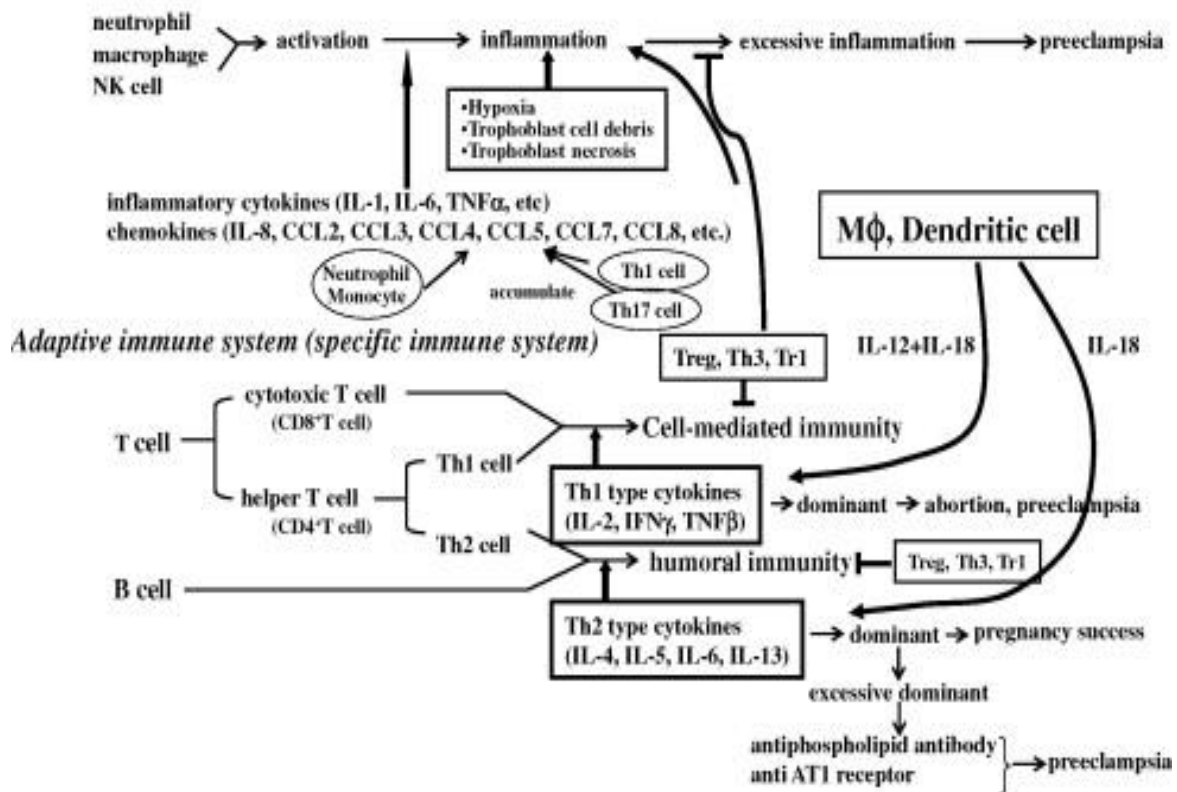 neutrophil
macrophage
NK cell
activation
inflammation
excessive inflammation
preeclampsia
•Hypoxia
•Trophoblast cell debris
•Trophoblast necrosis
inflammatory cytokines (IL-1, IL-6, TNFα, etc)
chemokines (IL-8, CCL2, CCL3, CCL4, CCL5, CCL7, CCL8, etc.)
Mϕ, Dendritic cell
Neutrophil
Monocyte
accumulate
Th1 cell
Th17 cell
Adaptive immune system (specific immune system)
Treg, Th3, Tr1
IL-12+IL-18
IL-18
T cell
cytotoxic T cell
(CD8⁺T cell)
helper T cell
(CD4⁺T cell)
Th1 cell
Th2 cell
Cell-mediated immunity
Th1 type cytokines
(IL-2, IFNγ, TNFβ)
dominant
abortion, preeclampsia
B cell
humoral immunity
Treg, Th3, Tr1
Th2 type cytokines
(IL-4, IL-5, IL-6, IL-13)
dominant
pregnancy success
excessive dominant
antiphospholipid antibody
anti AT1 receptor
preeclampsia